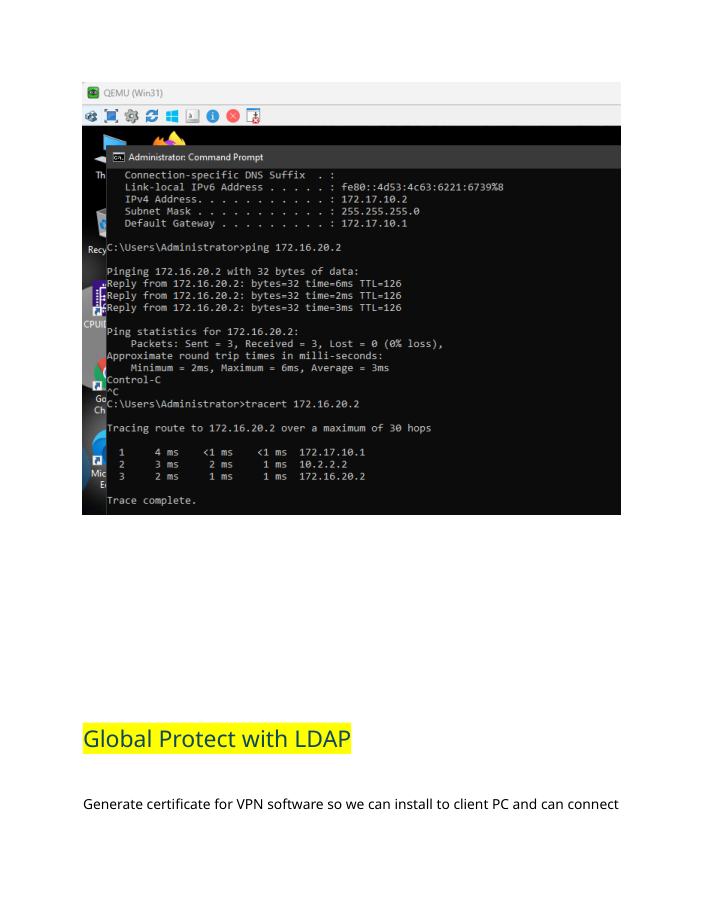 QEMU (Win31)
Administrator: Command Prompt
Connection-specific DNS Suffix . :
Link-local IPv6 Address . . . . . : fe80::4d53:4c63:6221:6739%8
IPv4 Address. . . . . . . . . . . : 172.17.10.2
Subnet Mask . . . . . . . . . . . : 255.255.255.0
Default Gateway . . . . . . . . . : 172.17.10.1
C:\Users\Administrator>ping 172.16.20.2
Pinging 172.16.20.2 with 32 bytes of data:
Reply from 172.16.20.2: bytes=32 time=6ms TTL=126
Reply from 172.16.20.2: bytes=32 time=2ms TTL=126
Reply from 172.16.20.2: bytes=32 time=3ms TTL=126
Ping statistics for 172.16.20.2:
Packets: Sent = 3, Received = 3, Lost = 0 (0% loss),
Approximate round trip times in milli-seconds:
Minimum = 2ms, Maximum = 6ms, Average = 3ms
Control-C
^C
C:\Users\Administrator>tracert 172.16.20.2
Tracing route to 172.16.20.2 over a maximum of 30 hops
1 4 ms <1 ms <1 ms 172.17.10.1
2 3 ms 2 ms 1 ms 10.2.2.2
3 2 ms 1 ms 1 ms 172.16.20.2
Trace complete.
Th
Recy
CPUI
Go
Ch
Mic
E
Global Protect with LDAP
Generate certificate for VPN software so we can install to client PC and can connect